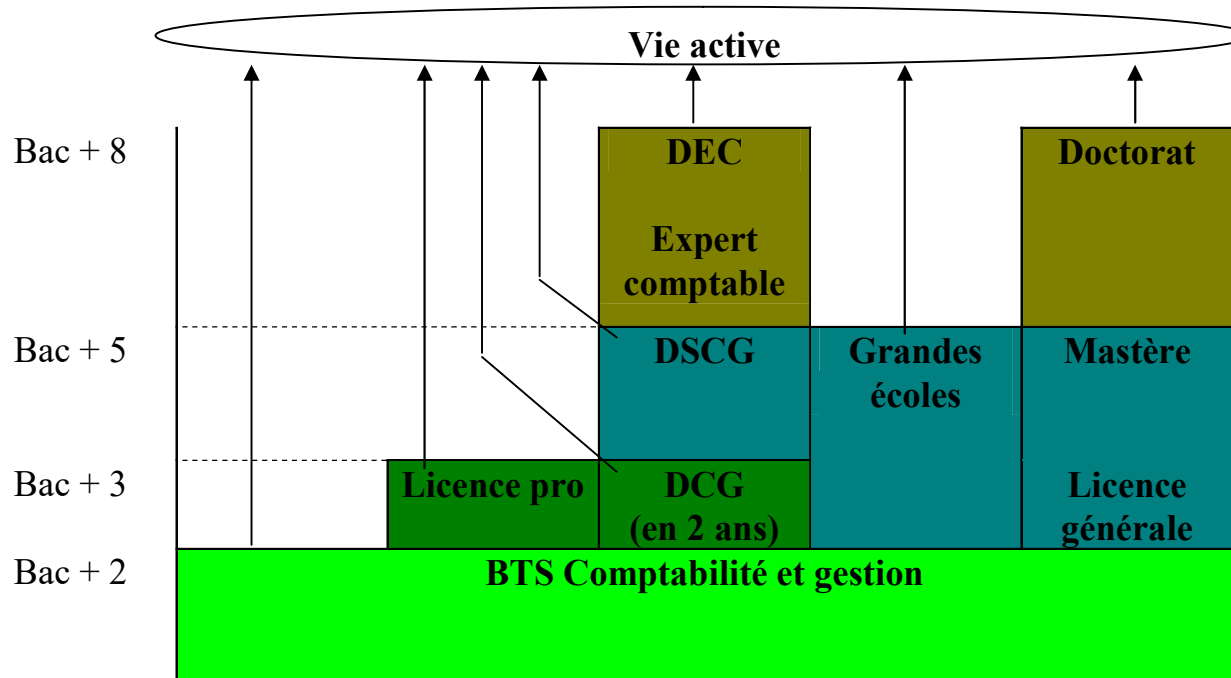 Vie active
Bac + 8
DEC
Doctorat
Expert
comptable
Bac + 5
DSCG
Grandes
écoles
Mastère
Bac + 3
Licence pro
DCG
(en 2 ans)
Licence
générale
Bac + 2
BTS Comptabilité et gestion